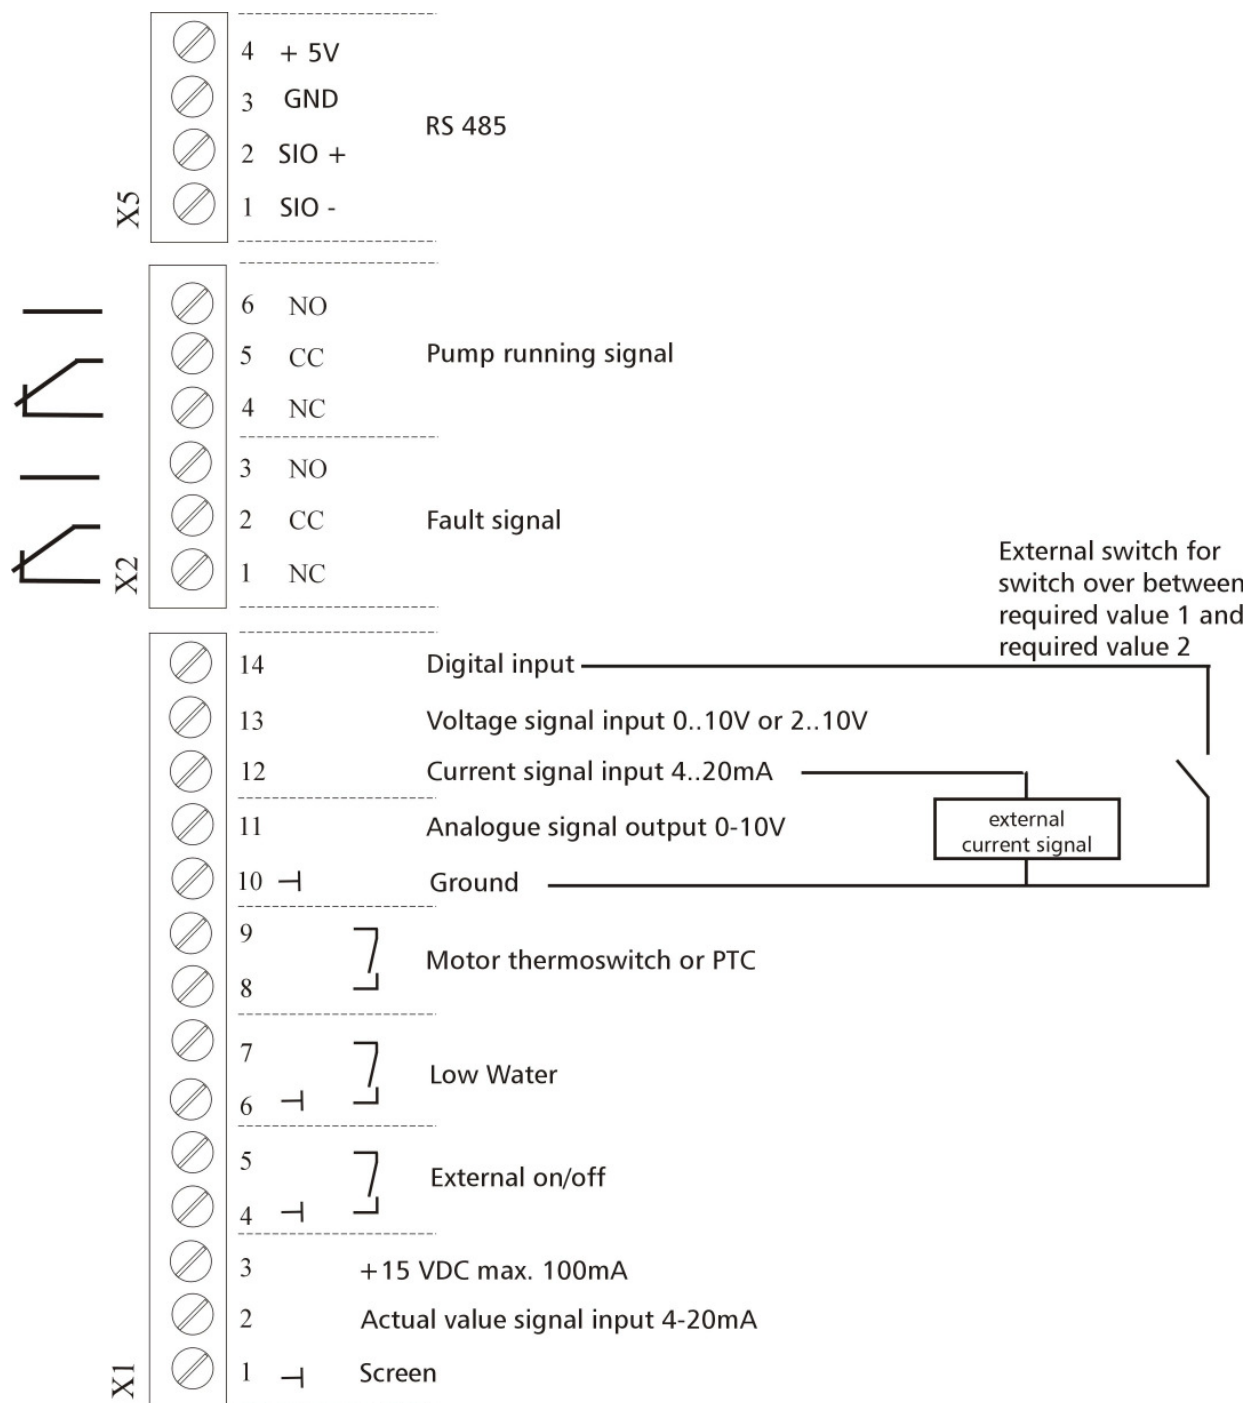 4 + 5V
3 GND
RS 485
2 SIO +
1 SIO -
X5
6 NO
5 CC
Pump running signal
4 NC
3 NO
2 CC
Fault signal
1 NC
X2
External switch for
switch over between
required value 1 and
required value 2
14 Digital input
13 Voltage signal input 0..10V or 2..10V
12 Current signal input 4..20mA
11 Analogue signal output 0-10V
external
current signal
10 Ground
9
Motor thermoswitch or PTC
8
7
Low Water
6
5
External on/off
4
3 +15 VDC max. 100mA
2 Actual value signal input 4-20mA
1 Screen
X1